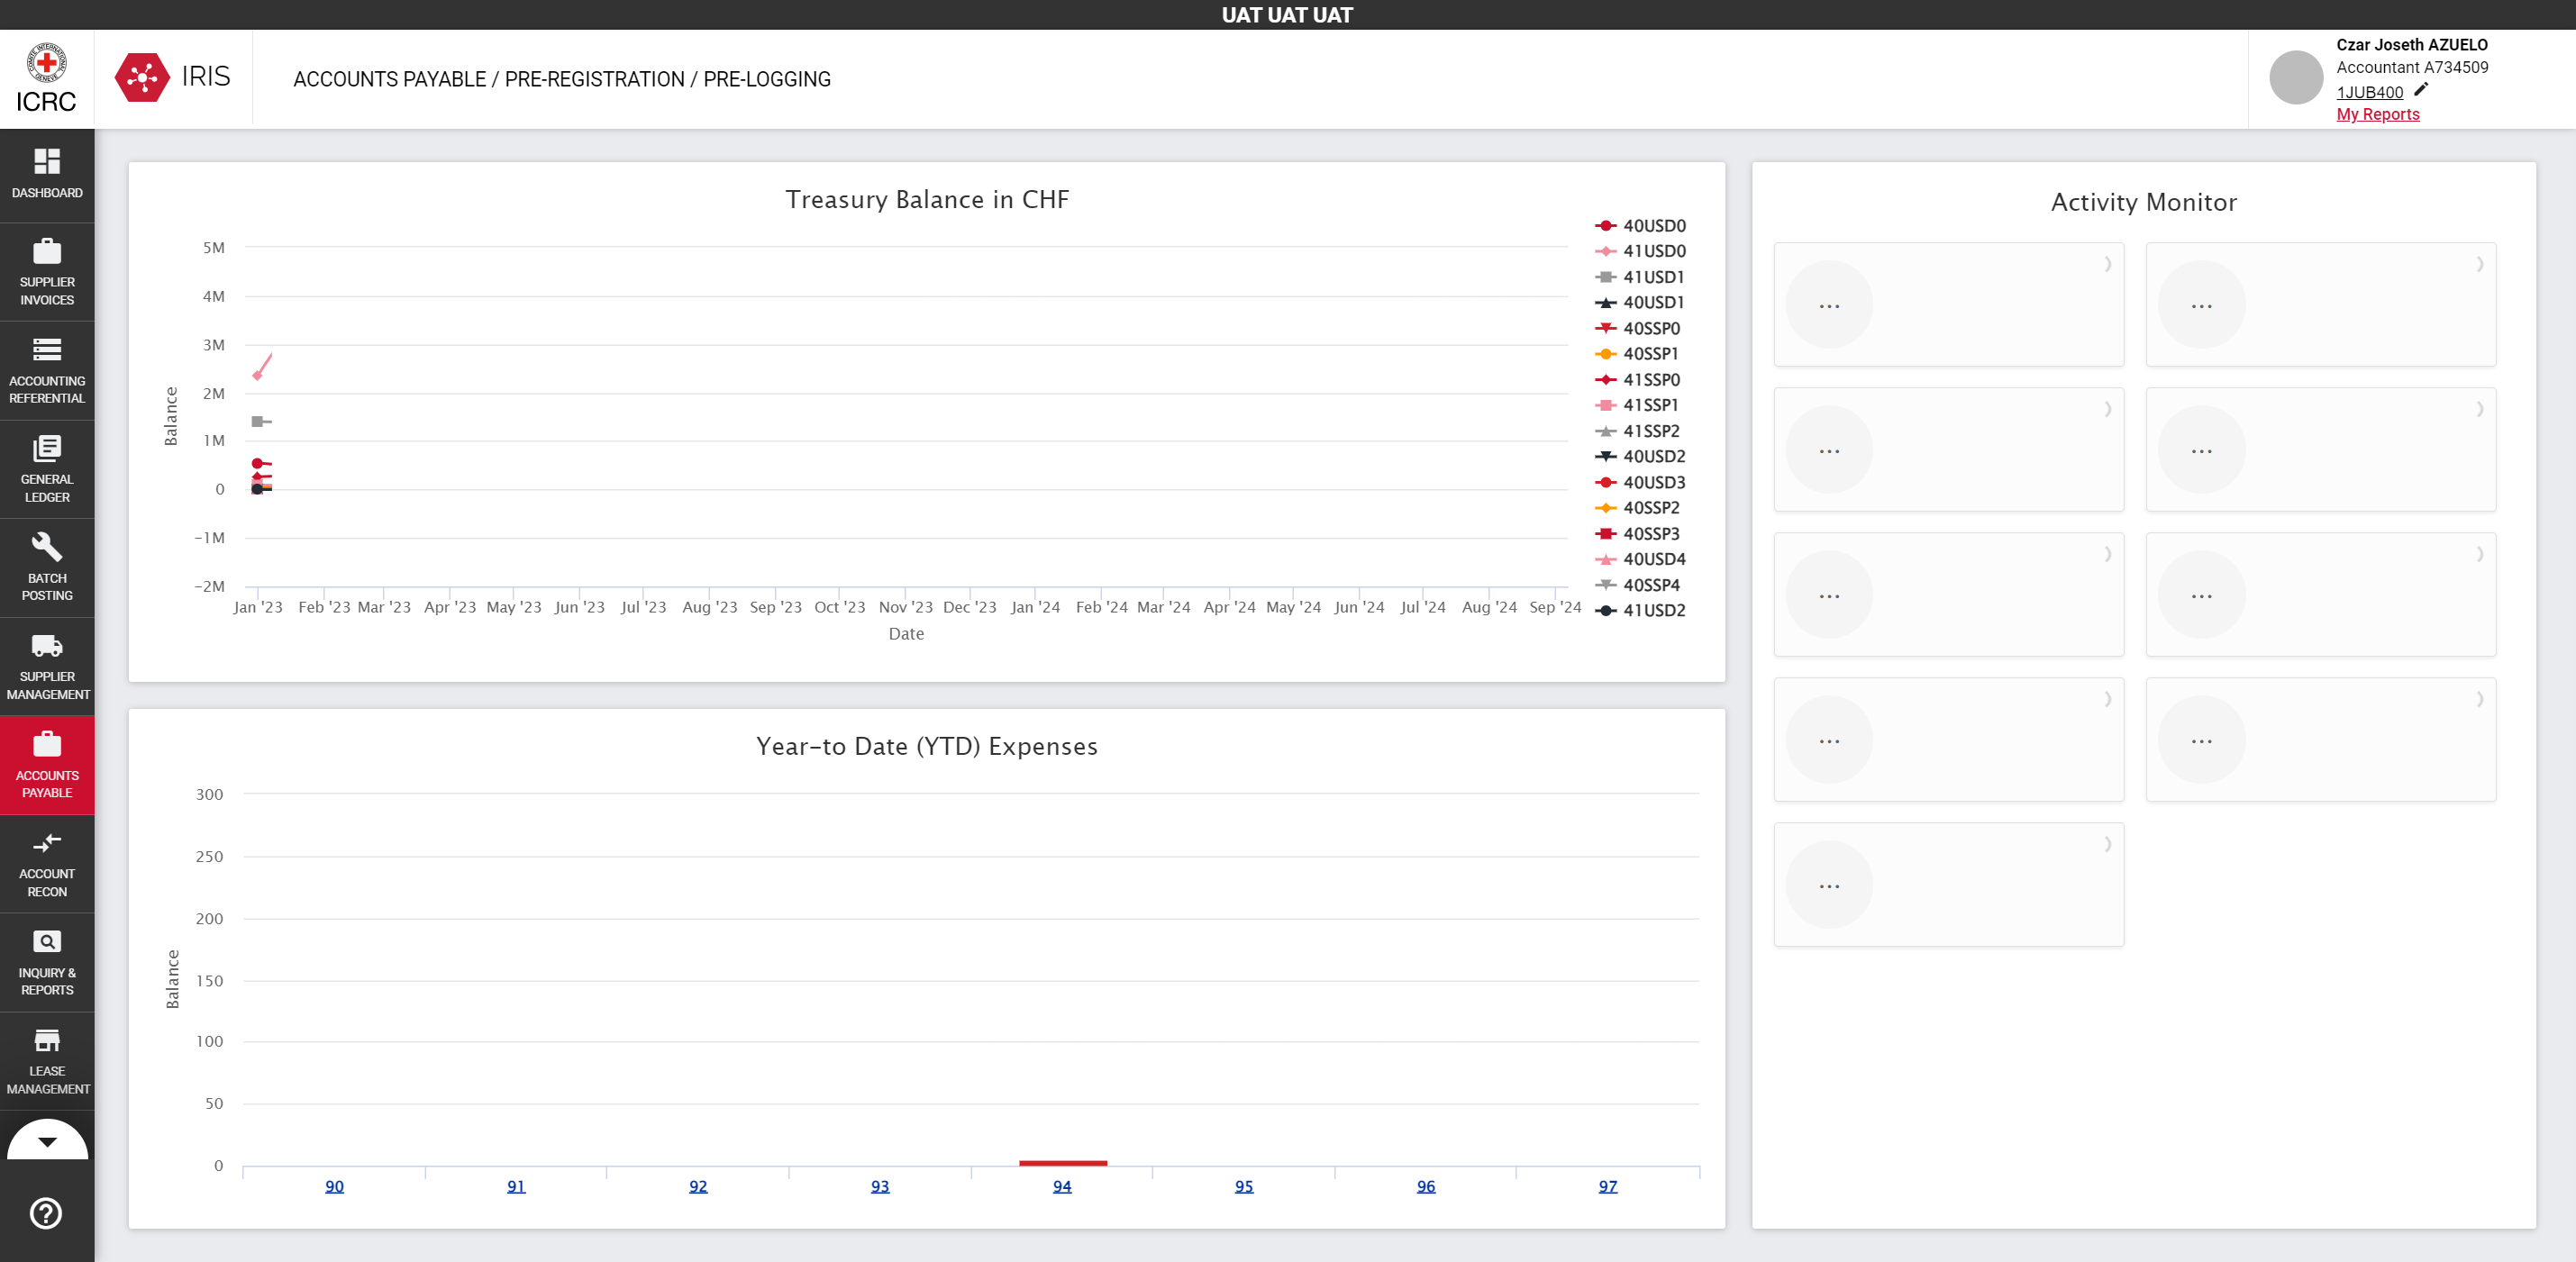 UAT UAT UAT
ICRC
IRIS
ACCOUNTS PAYABLE / PRE-REGISTRATION / PRE-LOGGING
Czar Joseth AZUELO
Accountant A734509
1JUB400
My Reports
DASHBOARD
SUPPLIER
INVOICES
ACCOUNTING
REFERENTIAL
GENERAL
LEDGER
BATCH
POSTING
SUPPLIER
MANAGEMENT
ACCOUNTS
PAYABLE
ACCOUNT
RECON
INQUIRY &
REPORTS
LEASE
MANAGEMENT
Treasury Balance in CHF
Balance
5M
4M
3M
2M
1M
0
-1M
-2M
Jan '23 Feb '23 Mar '23 Apr '23 May '23 Jun '23 Jul '23 Aug '23 Sep '23 Oct '23 Nov '23 Dec '23 Jan '24 Feb '24 Mar '24 Apr '24 May '24 Jun '24 Jul '24 Aug '24 Sep '24
Date
40USD0
41USD0
41USD1
40USD1
40SSP0
40SSP1
41SSP0
41SSP1
41SSP2
40USD2
40USD3
40SSP2
40SSP3
40USD4
40SSP4
41USD2
Year-to Date (YTD) Expenses
Balance
300
250
200
150
100
50
0
90 91 92 93 94 95 96 97
Activity Monitor
... ...
... ...
... ...
... ...
...